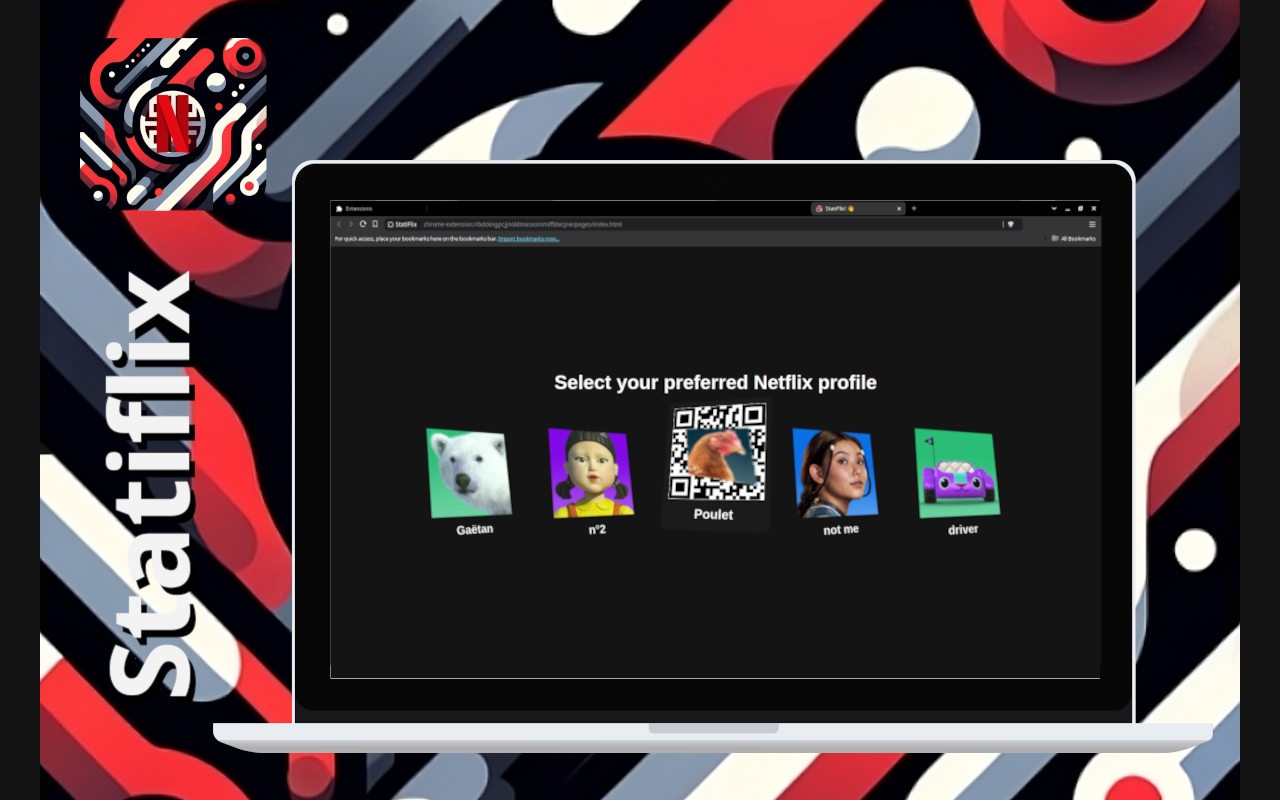 N
Statiflix
Extensions
StatiFlix! 👋
StatiFlix
For quick access, place your bookmarks here on the bookmarks bar. Import bookmarks now...
All Bookmarks
Select your preferred Netflix profile
Gaëtan
n°2
Poulet
not me
driver